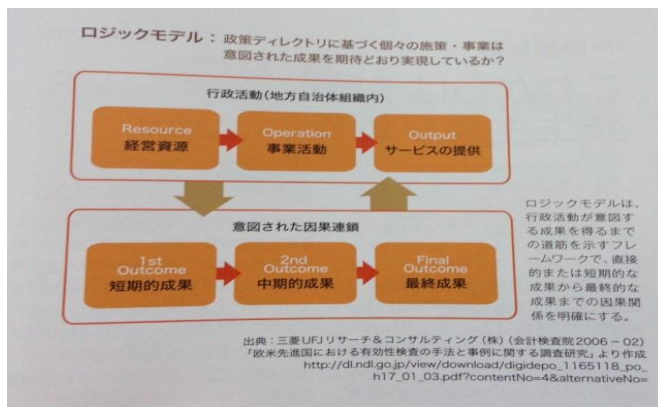 ロジックモデル：政策ディレクトリに基づく個々の施策・事業は
意図された成果を期待どおり実現しているか？
行政活動（地方自治体組織内）
Resource
経営資源
Operation
事業活動
Output
サービスの提供
意図された因果連鎖
1st
Outcome
短期的成果
2nd
Outcome
中期的成果
Final
Outcome
最終成果
ロジックモデルは、
行政活動が意図す
る成果を得るまで
の道筋を示すフレ
ームワークで、直接
的または短期的な
成果から最終的な
成果までの因果関
係を明確にする。
出典：三菱UFJリサーチ&コンサルティング（株）（会計検査院2006－02）
「欧米先進国における有効性検査の手法と事例に関する調査研究」より作成
http://dl.ndl.go.jp/view/download/digidepo_1165118_po_
h17_01_03.pdf?contentNo=4&alternativeNo=